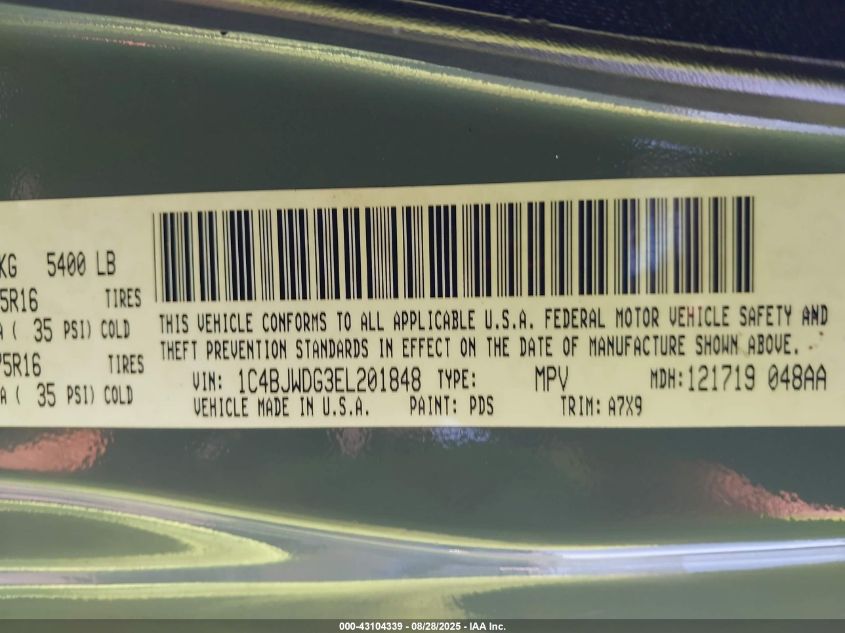 KG 5400 LB
5R16 TIRES
A ( 35 PSI) COLD
75R16 TIRES
A ( 35 PSI) COLD
THIS VEHICLE CONFORMS TO ALL APPLICABLE U.S.A. FEDERAL MOTOR VEHICLE SAFETY AND
THEFT PREVENTION STANDARDS IN EFFECT ON THE DATE OF MANUFACTURE SHOWN ABOVE.
VIN: 1C4BJWDG3EL201848 TYPE: MPV MDH:121719 048AA
VEHICLE MADE IN U.S.A. PAINT: PDS TRIM: A7X9
000-43104339 - 08/28/2025 - IAA Inc.